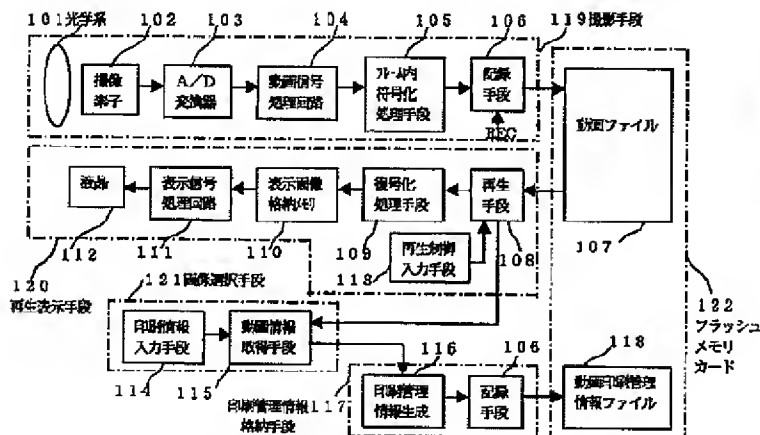 101光学系
102
103
104
105
106
119撮影手段
撮像
素子
A/D
変換器
動画信号
処理回路
フレーム内
符号化
処理手段
記録
手段
REC
動画ファイル
107
液晶
表示信号
処理回路
表示画像
格納メモリ
復号化
処理手段
再生
手段
112
111
110
109
108
再生制御
入力手段
113
120
再生表示手段
121画像選択手段
122
フラッシュ
メモリ
カード
印刷情報
入力手段
動画情報
取得手段
114
115
116
106
118
印刷管理情報
格納手段
117
印刷管理
情報生成
記録
手段
動画印刷管理
情報ファイル